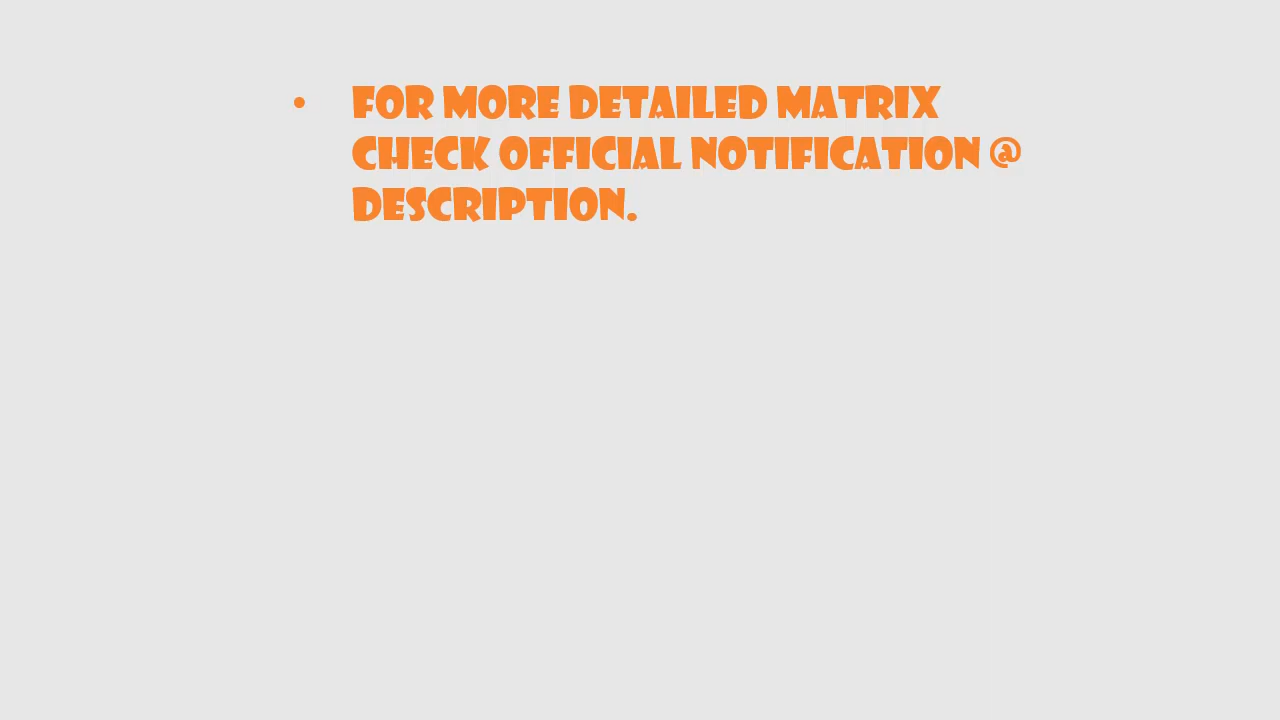 • FOR MORE DETAILED MATRIX
CHECK OFFICIAL NOTIFICATION @
DESCRIPTION.